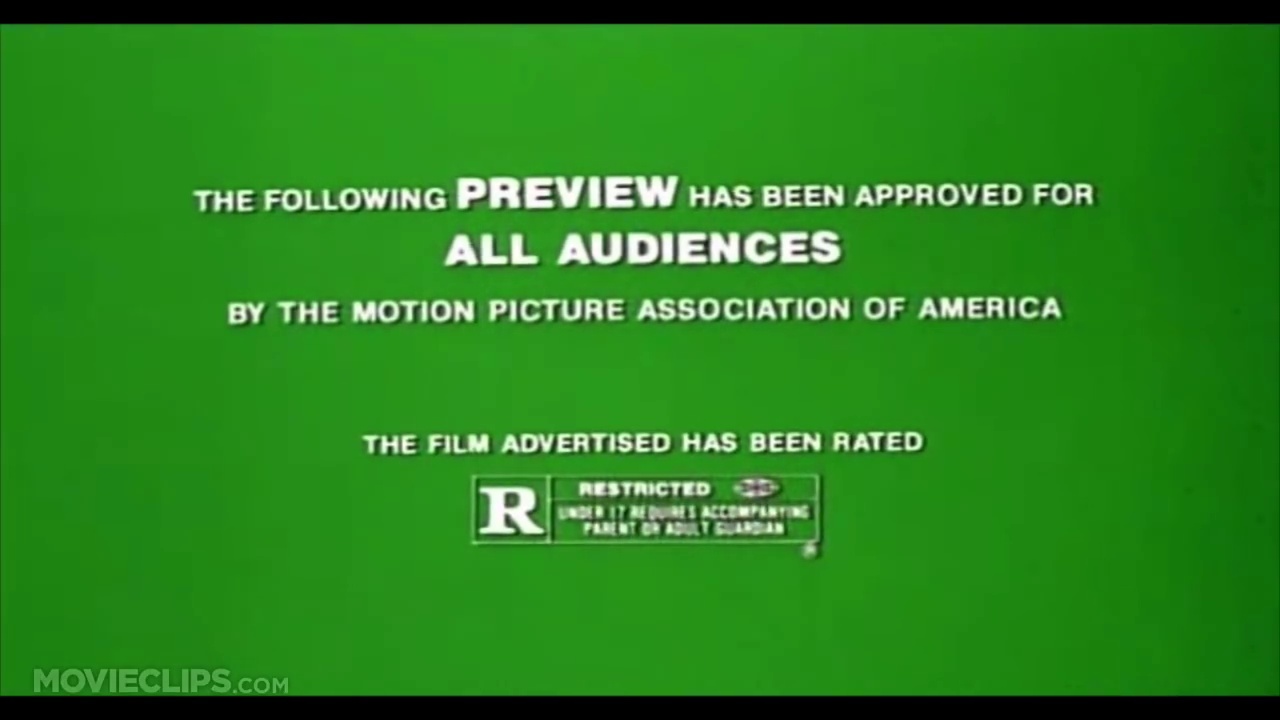 THE FOLLOWING PREVIEW HAS BEEN APPROVED FOR
ALL AUDIENCES
BY THE MOTION PICTURE ASSOCIATION OF AMERICA
THE FILM ADVERTISED HAS BEEN RATED
R
RESTRICTED
UNDER 17 REQUIRES ACCOMPANYING
PARENT OR ADULT GUARDIAN
MOVIECLIPS.COM